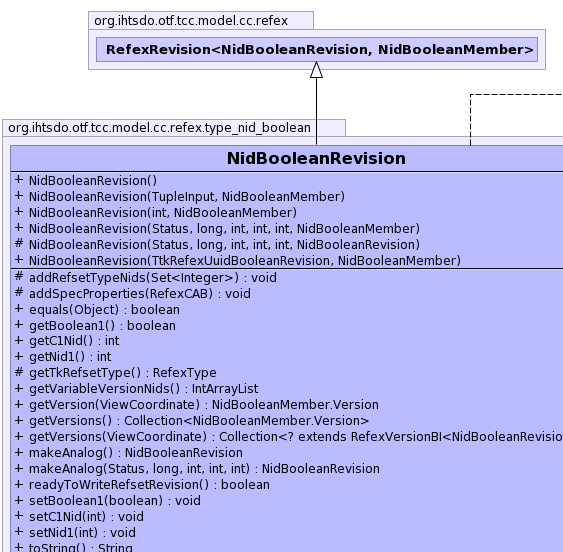 org.ihtsdo.otf.tcc.model.cc.refex
RefexRevision<NidBooleanRevision, NidBooleanMember>
org.ihtsdo.otf.tcc.model.cc.refex.type_nid_boolean
NidBooleanRevision
+ NidBooleanRevision()
+ NidBooleanRevision(TupleInput, NidBooleanMember)
+ NidBooleanRevision(int, NidBooleanMember)
+ NidBooleanRevision(Status, long, int, int, int, NidBooleanMember)
# NidBooleanRevision(Status, long, int, int, int, NidBooleanRevision)
+ NidBooleanRevision(TtkRefexUuidBooleanRevision, NidBooleanMember)
# addRefsetTypeNids(Set<Integer>) : void
# addSpecProperties(RefexCAB) : void
+ equals(Object) : boolean
+ getBoolean1() : boolean
+ getC1Nid() : int
+ getNid1() : int
# getTkRefsetType() : RefexType
+ getVariableVersionNids() : IntArrayList
+ getVersion(ViewCoordinate) : NidBooleanMember.Version
+ getVersions() : Collection<NidBooleanMember.Version>
+ getVersions(ViewCoordinate) : Collection<? extends RefexVersionBI<NidBooleanRevisio
+ makeAnalog() : NidBooleanRevision
+ makeAnalog(Status, long, int, int, int) : NidBooleanRevision
+ readyToWriteRefsetRevision() : boolean
+ setBoolean1(boolean) : void
+ setC1Nid(int) : void
+ setNid1(int) : void
+ toString() : String